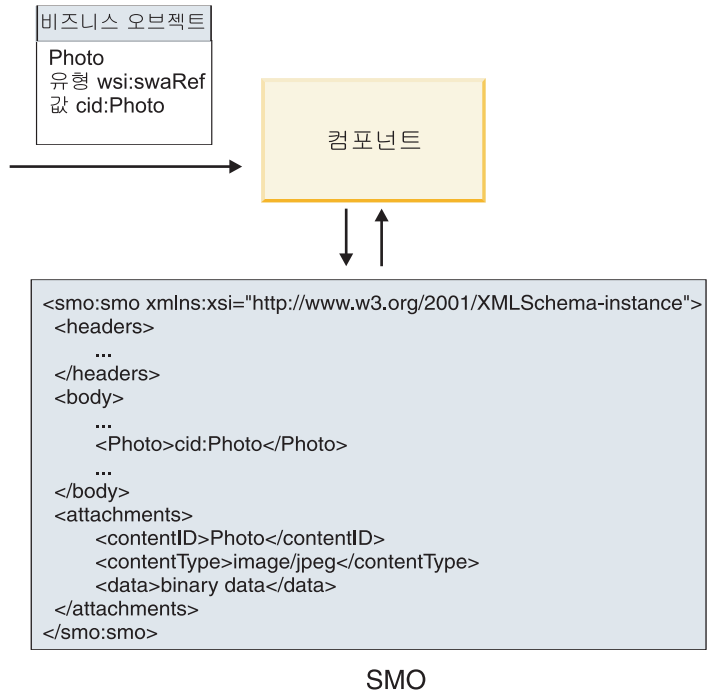 비즈니스 오브젝트
Photo
유형 wsi:swaRef
값 cid:Photo
컴포넌트
<smo:smo xmlns:xsi="http://www.w3.org/2001/XMLSchema-instance">
<headers>
...
</headers>
<body>
...
<Photo>cid:Photo</Photo>
...
</body>
<attachments>
<contentID>Photo</contentID>
<contentType>image/jpeg</contentType>
<data>binary data</data>
</attachments>
</smo:smo>
SMO